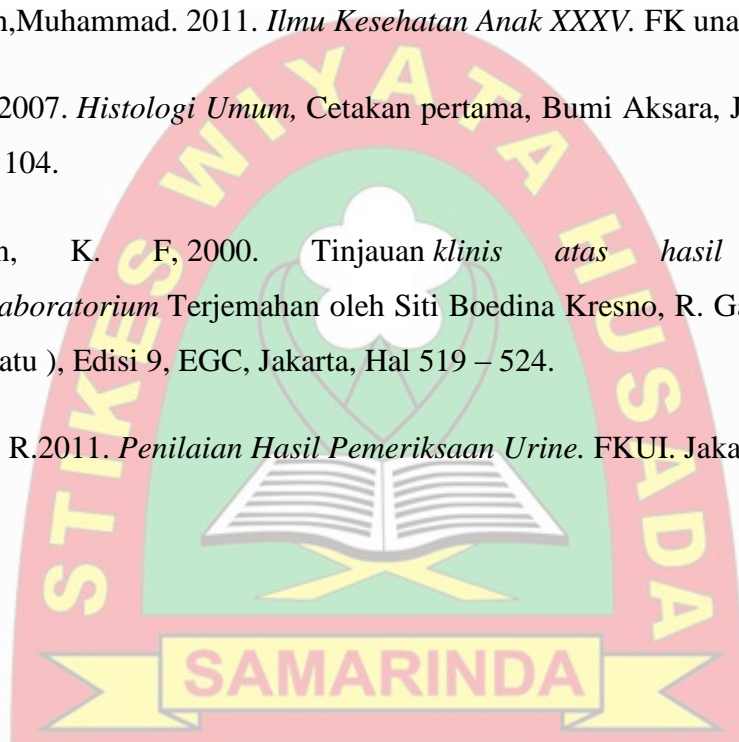 n,Muhammad. 2011. Ilmu Kesehatan Anak XXXV. FK una
2007. Histologi Umum, Cetakan pertama, Bumi Aksara, J
104.
n, K. F, 2000. Tinjauan klinis atas hasil
aboratorium Terjemahan oleh Siti Boedina Kresno, R. Ga
atu ), Edisi 9, EGC, Jakarta, Hal 519 – 524.
R.2011. Penilaian Hasil Pemeriksaan Urine. FKUI. Jaka
STIKES WIYATA HUSADA
SAMARINDA